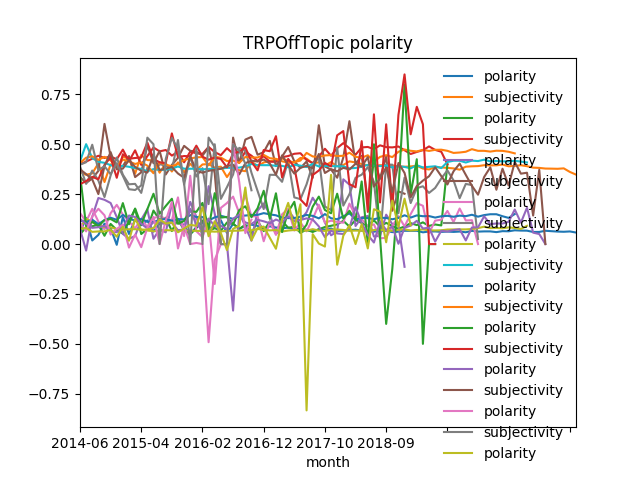 TRPOffTopic polarity
0.75
0.50
0.25
0.00
−0.25
−0.50
−0.75
2014-06 2015-04 2016-02 2016-12 2017-10 2018-09
month
polarity
subjectivity
polarity
subjectivity
polarity
subjectivity
polarity
subjectivity
polarity
subjectivity
polarity
subjectivity
polarity
subjectivity
polarity
subjectivity
polarity
subjectivity
polarity